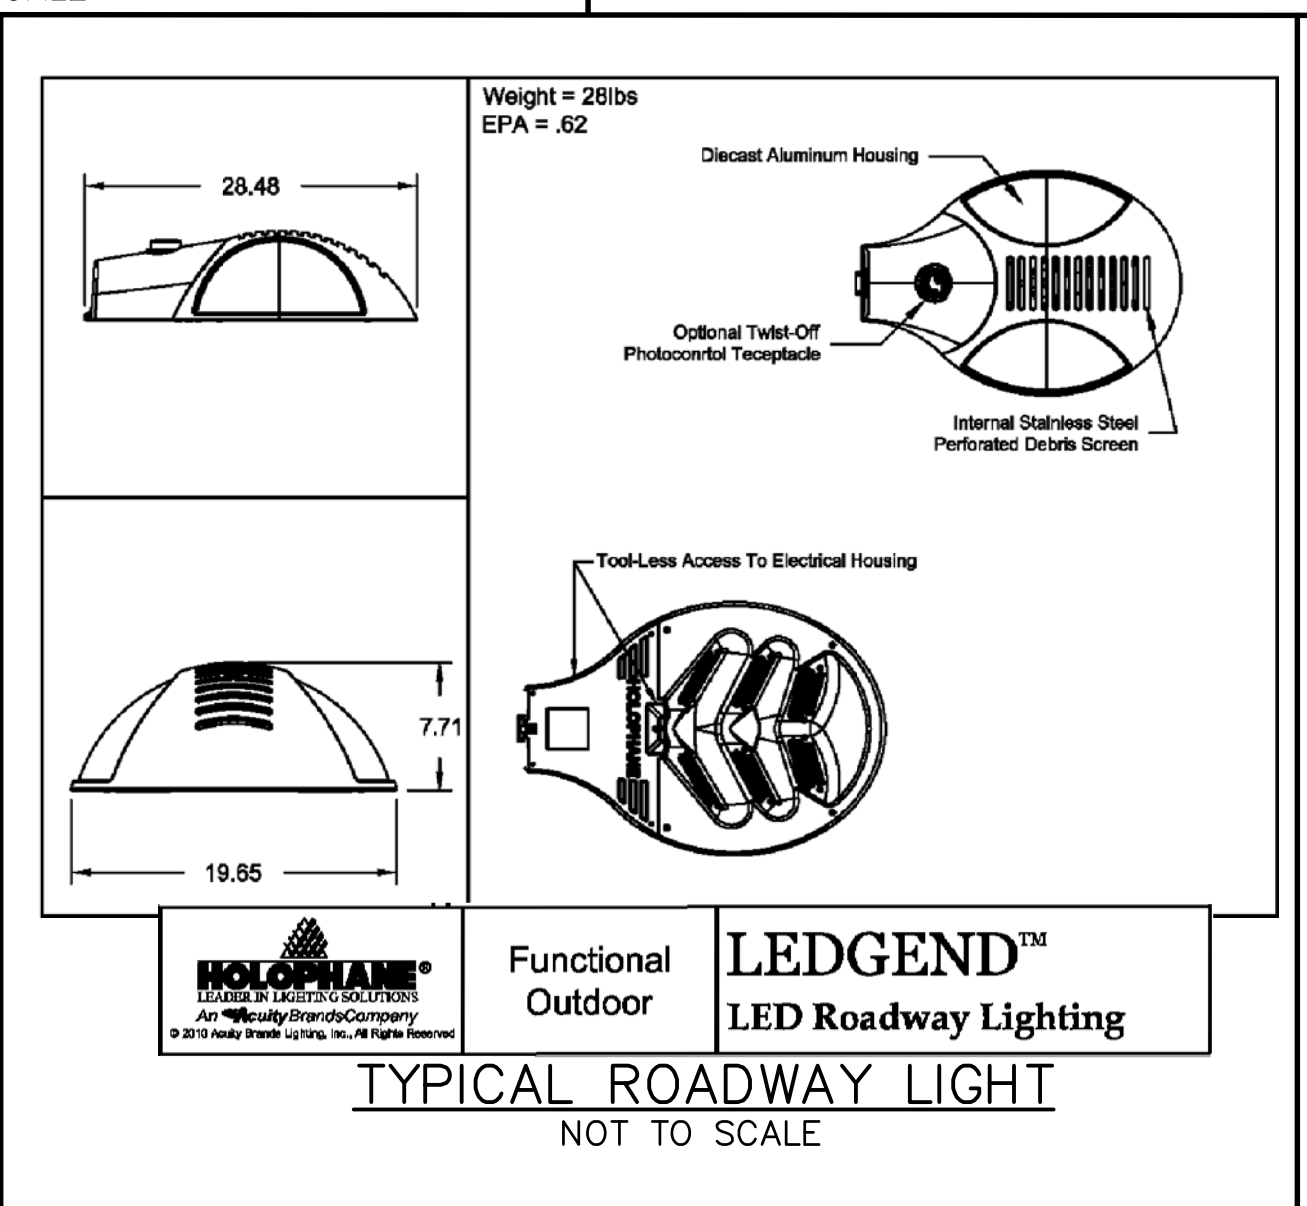 Weight = 28lbs
EPA = .62
28.48
Diecast Aluminum Housing
Optional Twist-Off
Photoconrtol Teceptacle
Internal Stainless Steel
Perforated Debris Screen
Tool-Less Access To Electrical Housing
HOLOPHANE
7.71
19.65
HOLOPHANE®
LEADER IN LIGHTING SOLUTIONS
An AcuityBrandsCompany
© 2010 Acuity Brands Lighting, Inc., All Rights Reserved
Functional
Outdoor
LEDGEND™
LED Roadway Lighting
TYPICAL ROADWAY LIGHT
NOT TO SCALE